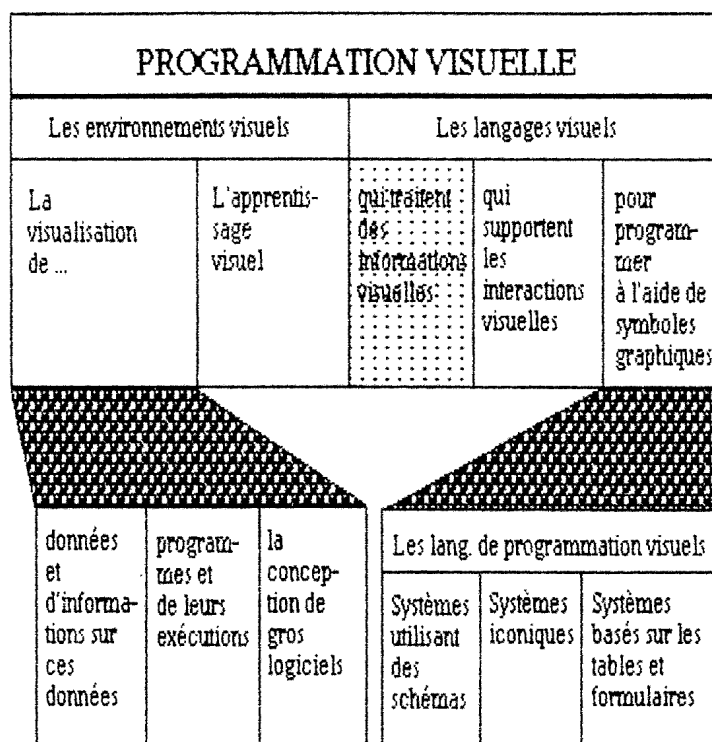 PROGRAMMATION VISUELLE
Les environnements visuels
Les langages visuels
La
visualisation
de ...
L'apprentis-
sage
visuel
qui traitent
des
informations
visuelles
qui
supportent
les
interactions
visuelles
pour
program-
mer
à l'aide de
symboles
graphiques
données
et
d'informa-
tions sur
ces
données
program-
mes et
de leurs
exécutions
la
concep-
tion de
gros
logiciels
Les lang. de programmation visuels
Systèmes
utilisant
des
schémas
Systèmes
iconiques
Systèmes
basés sur les
tables et
formulaires